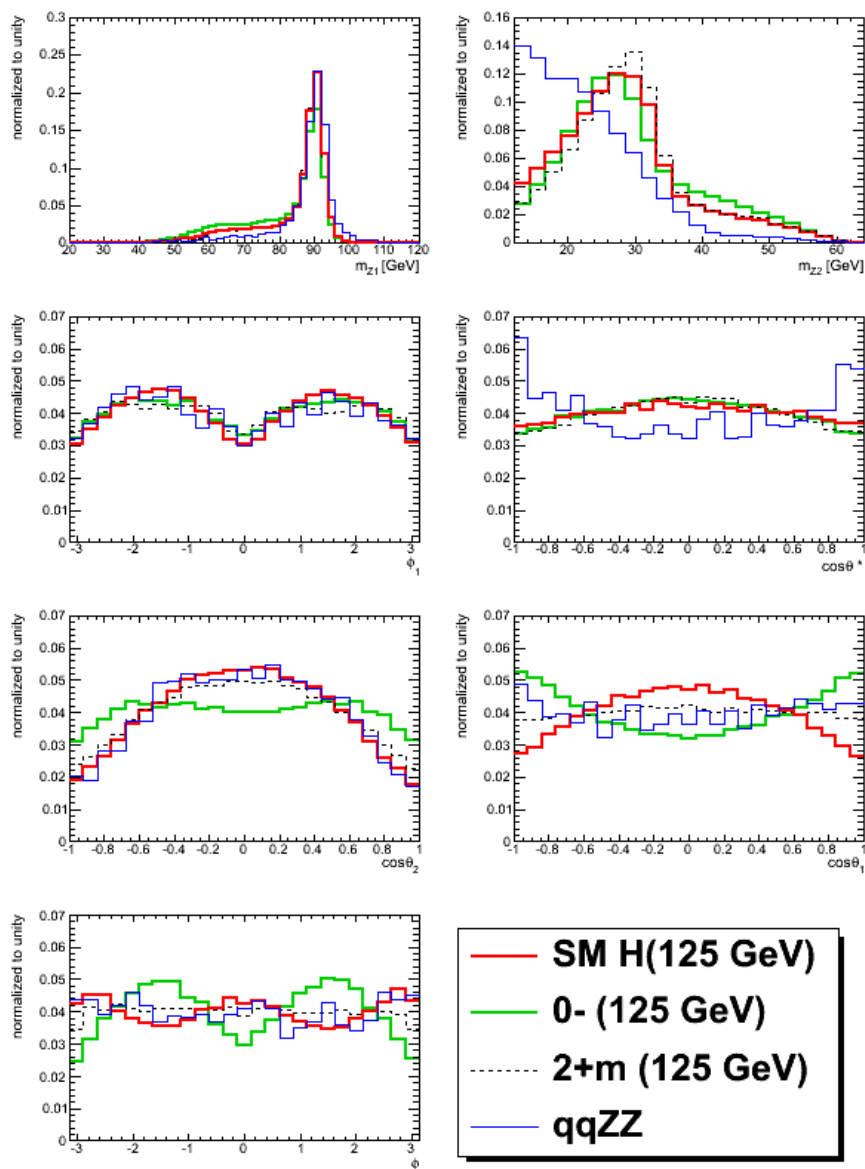 normalized to unity
0.3
0.25
0.2
0.15
0.1
0.05
0
20 30 40 50 60 70 80 90 100 110 120
m_Z1 [GeV]
normalized to unity
0.16
0.14
0.12
0.10
0.08
0.06
0.04
0.02
0
20 30 40 50 60
m_Z2 [GeV]
normalized to unity
0.07
0.06
0.05
0.04
0.03
0.02
0.01
0
-3 -2 -1 0 1 2 3
ϕ_1
normalized to unity
0.07
0.06
0.05
0.04
0.03
0.02
0.01
0
-1 -0.8 -0.6 -0.4 -0.2 0 0.2 0.4 0.6 0.8 1
cosθ *
normalized to unity
0.07
0.06
0.05
0.04
0.03
0.02
0.01
0
-1 -0.8 -0.6 -0.4 -0.2 0 0.2 0.4 0.6 0.8 1
cosθ_2
normalized to unity
0.07
0.06
0.05
0.04
0.03
0.02
0.01
0
-1 -0.8 -0.6 -0.4 -0.2 0 0.2 0.4 0.6 0.8 1
cosθ_1
normalized to unity
0.07
0.06
0.05
0.04
0.03
0.02
0.01
0
-3 -2 -1 0 1 2 3
ϕ
SM H(125 GeV)
0- (125 GeV)
2+m (125 GeV)
qqZZ